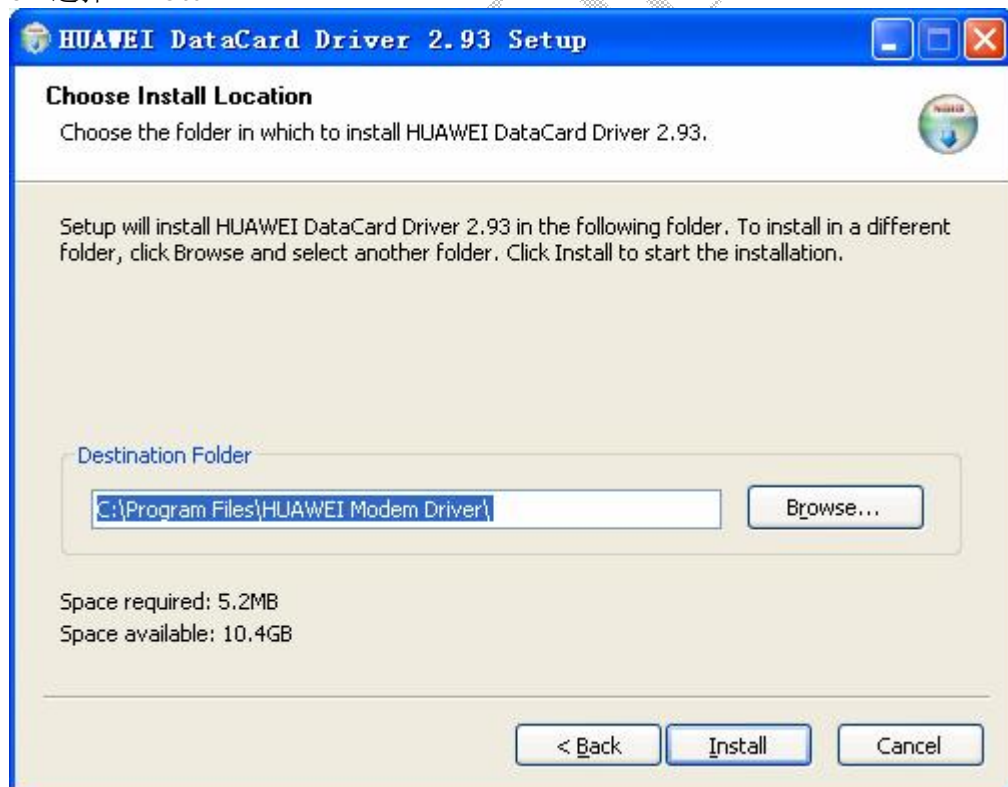 HUAWEI DataCard Driver 2.93 Setup
Choose Install Location
Choose the folder in which to install HUAWEI DataCard Driver 2.93.
Setup will install HUAWEI DataCard Driver 2.93 in the following folder. To install in a different
folder, click Browse and select another folder. Click Install to start the installation.
Destination Folder
C:\Program Files\HUAWEI Modem Driver\
Browse...
Space required: 5.2MB
Space available: 10.4GB
< Back
Install
Cancel